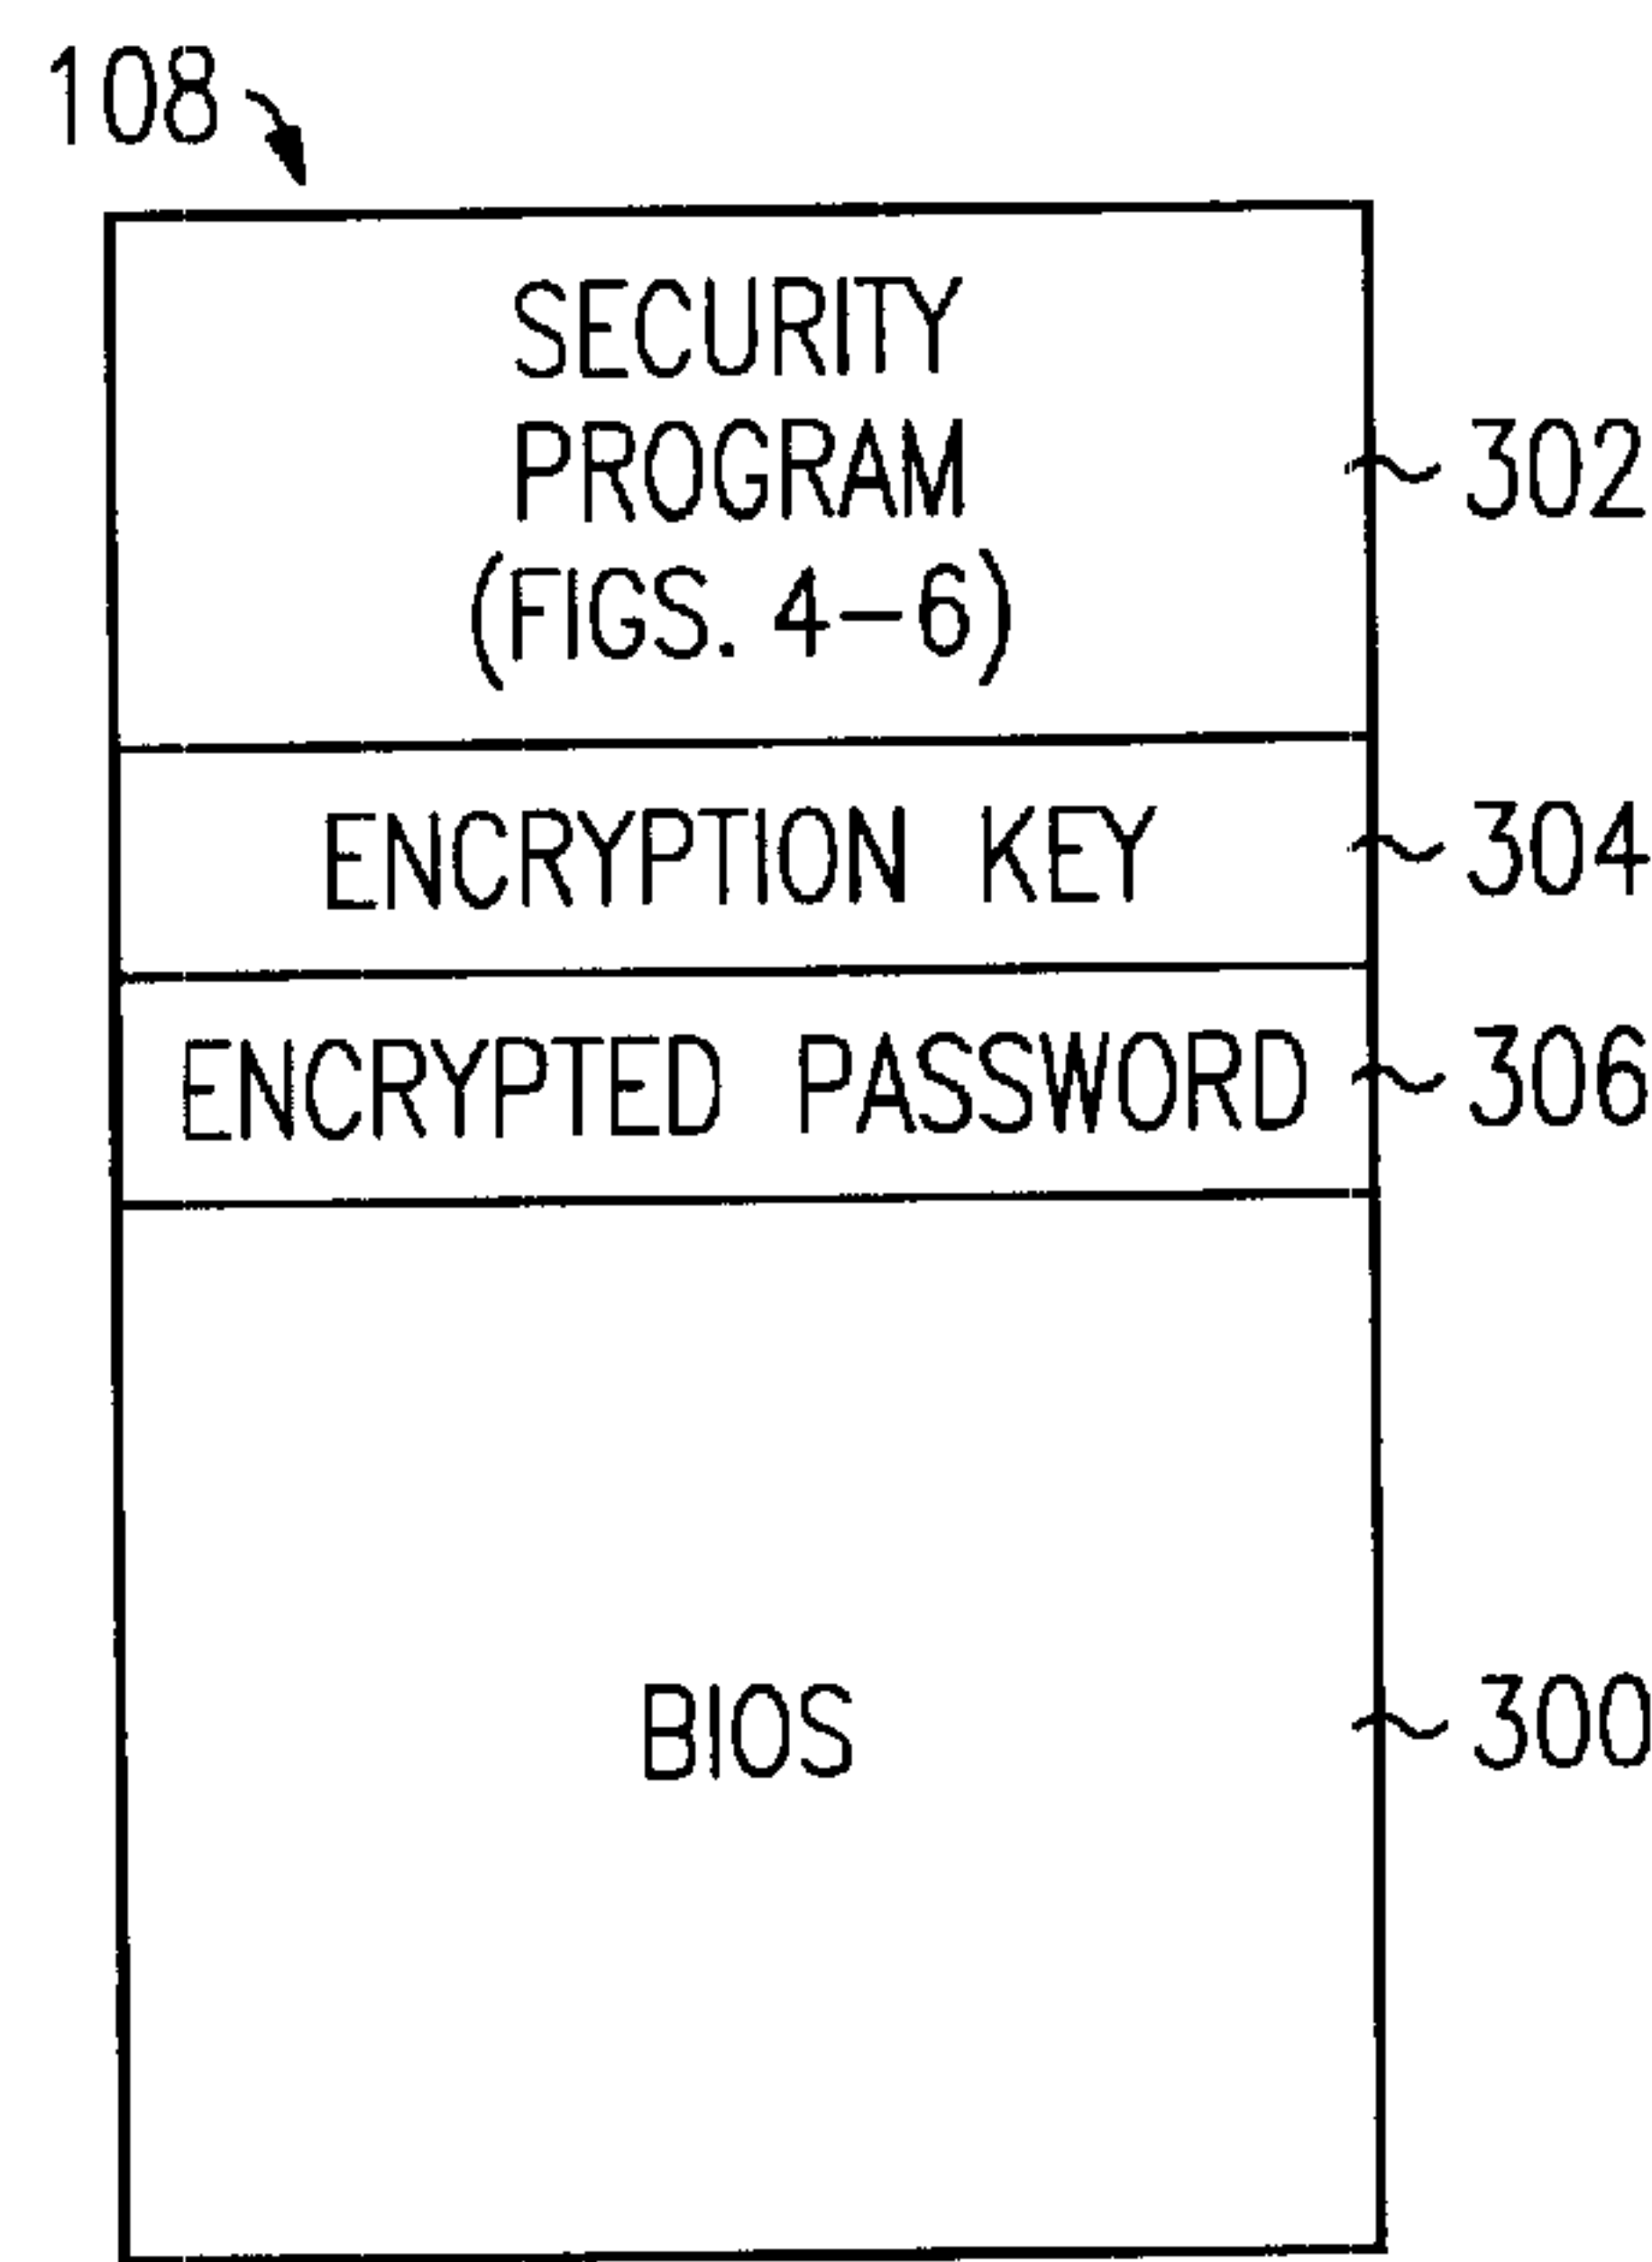 108
SECURITY
PROGRAM
(FIGS. 4-6)
302
ENCRYPTION KEY
304
ENCRYPTED PASSWORD
306
BIOS
300